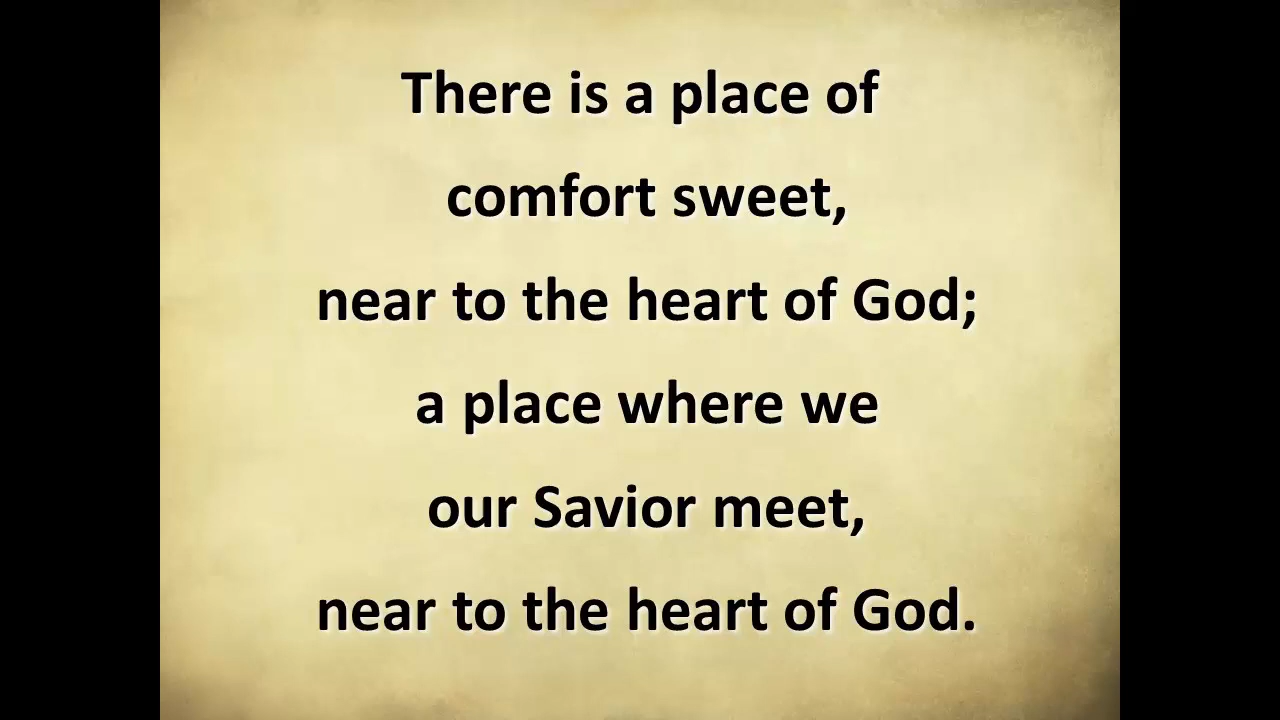 There is a place of
comfort sweet,
near to the heart of God;
a place where we
our Savior meet,
near to the heart of God.